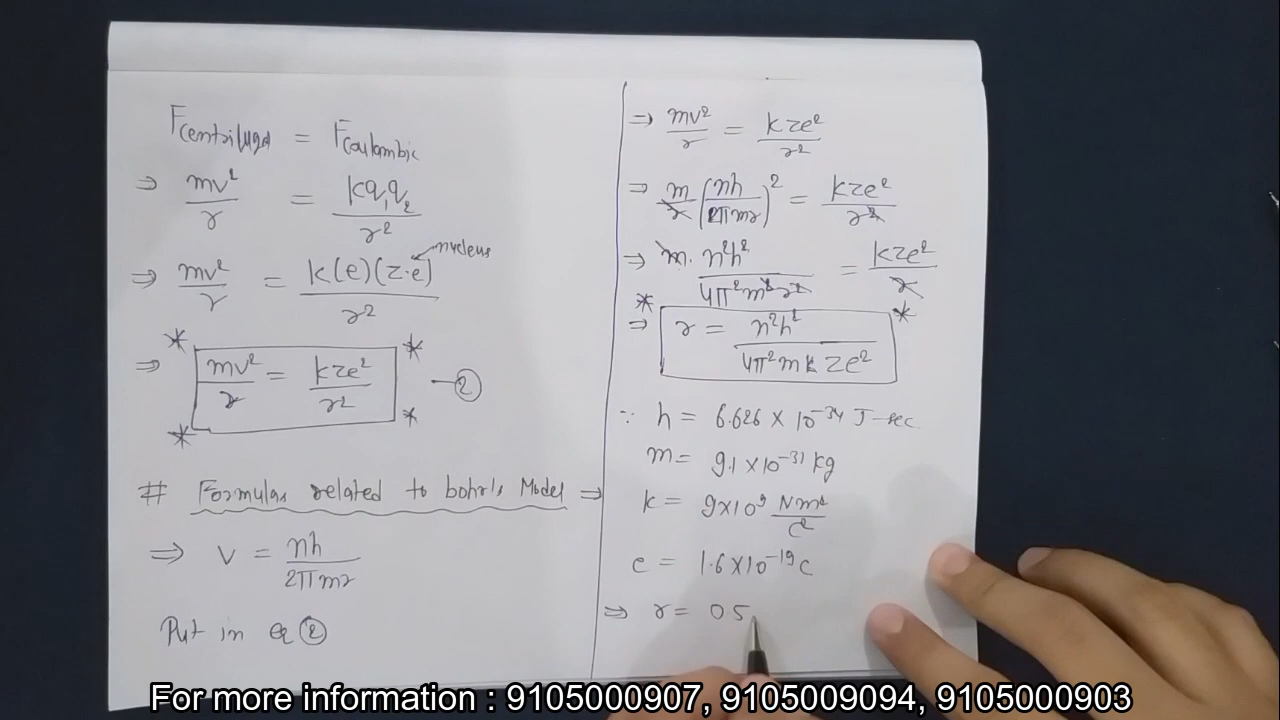 F centrifugal = F coulombic
⇒ mv²/r = kq₁q₂/r²
⇒ mv²/r = k(e)(z·e)/r²
nucleus
⇒ mv²/r = kze²/r² — ②
# Formulas related to bohr's Model ⇒
⇒ V = nh/2πmr
Put in eq ②
⇒ mv²/r = kze²/r²
⇒ m/r (nh/2πmr)² = kze²/r²
⇒ m. n²h²/4π²m²r² = kze²/r
⇒ r = n²h²/4π²mkze²
∵ h = 6.626 × 10⁻³⁴ J-sec
m = 9.1 × 10⁻³¹ kg
k = 9×10⁹ Nm²/C²
e = 1.6×10⁻¹⁹ C
⇒ r = 0 5
For more information : 9105000907, 9105009094, 9105000903